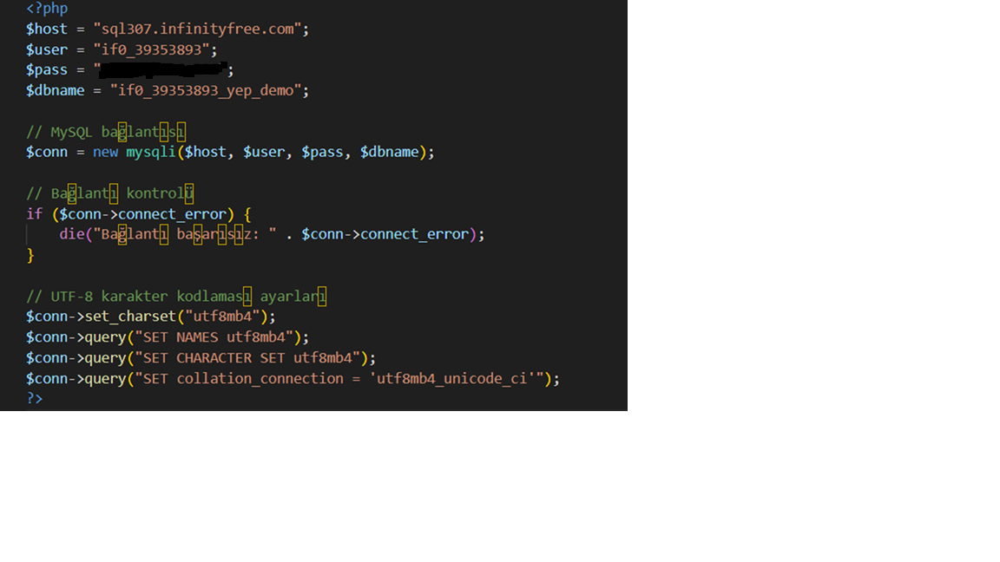 <?php
$host = "sql307.infinityfree.com";
$user = "if0_39353893";
$pass = " ;
$dbname = "if0_39353893_yep_demo";
// MySQL bağlantısı
$conn = new mysqli($host, $user, $pass, $dbname);
// Bağlantı kontrolü
if ($conn->connect_error) {
die("Bağlantı başarısız: " . $conn->connect_error);
}
// UTF-8 karakter kodlaması ayarları
$conn->set_charset("utf8mb4");
$conn->query("SET NAMES utf8mb4");
$conn->query("SET CHARACTER SET utf8mb4");
$conn->query("SET collation_connection = 'utf8mb4_unicode_ci'");
?>